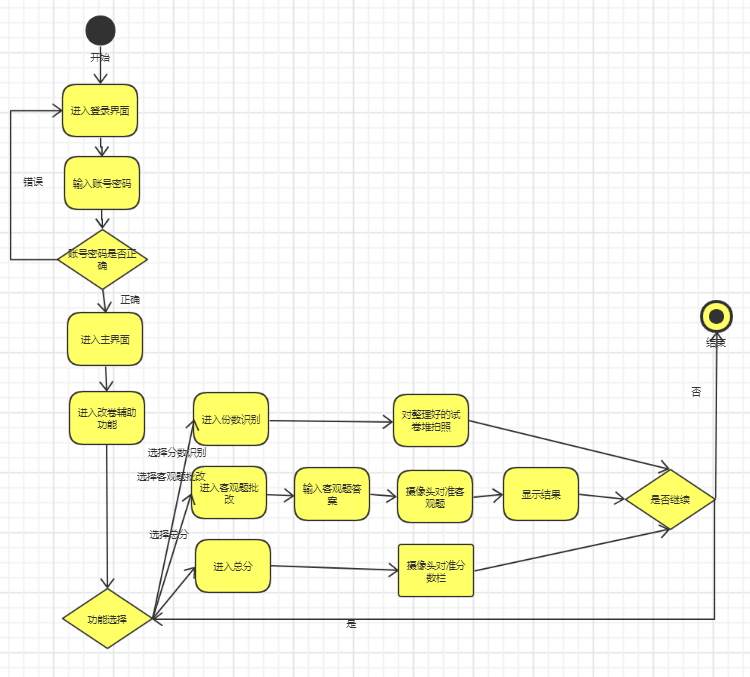 开始
进入登录界面
错误
输入账号密码
账号密码是否正
确
正确
进入主界面
结束
否
进入改卷辅助
功能
进入份数识别
对整理好的试
卷堆拍照
选择分数识别
选择客观题批改
进入客观题批
改
输入客观题答
案
摄像头对准客
观题
显示结果
是否继续
选择总分
进入总分
摄像头对准分
数栏
功能选择
是